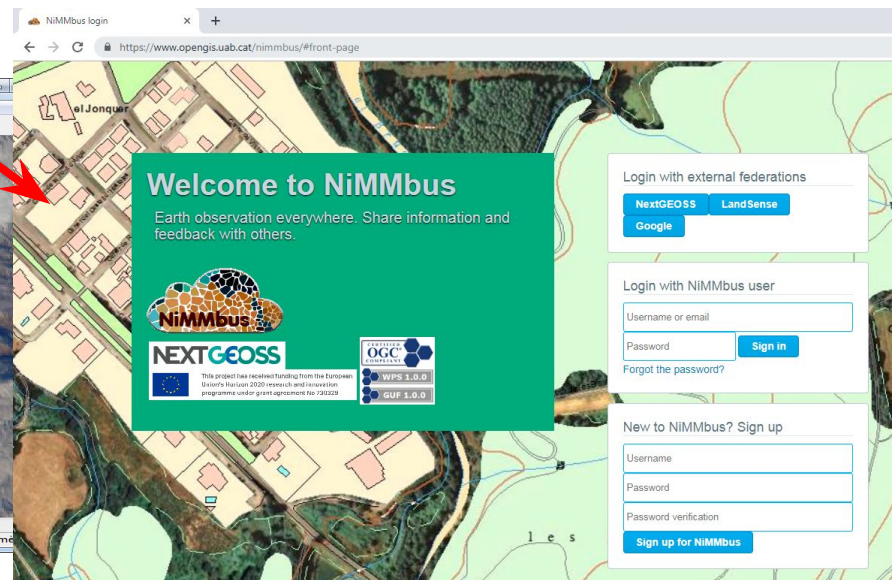 NiMMbus login
https://www.opengis.uab.cat/nimmbus/#front-page
el Jonquer
Welcome to NiMMbus
Earth observation everywhere. Share information and
feedback with others.
NiMMbus
NEXTGEOSS
This project has received funding from the European
Union's Horizon 2020 research and innovation
programme under grant agreement No 730329
CERTIFIED
OGC
COMPLIANT
WPS 1.0.0
GUF 1.0.0
Login with external federations
NextGEOSS LandSense
Google
Login with NiMMbus user
Username or email
Password Sign in
Forgot the password?
New to NiMMbus? Sign up
Username
Password
Password verification
Sign up for NiMMbus
l e s